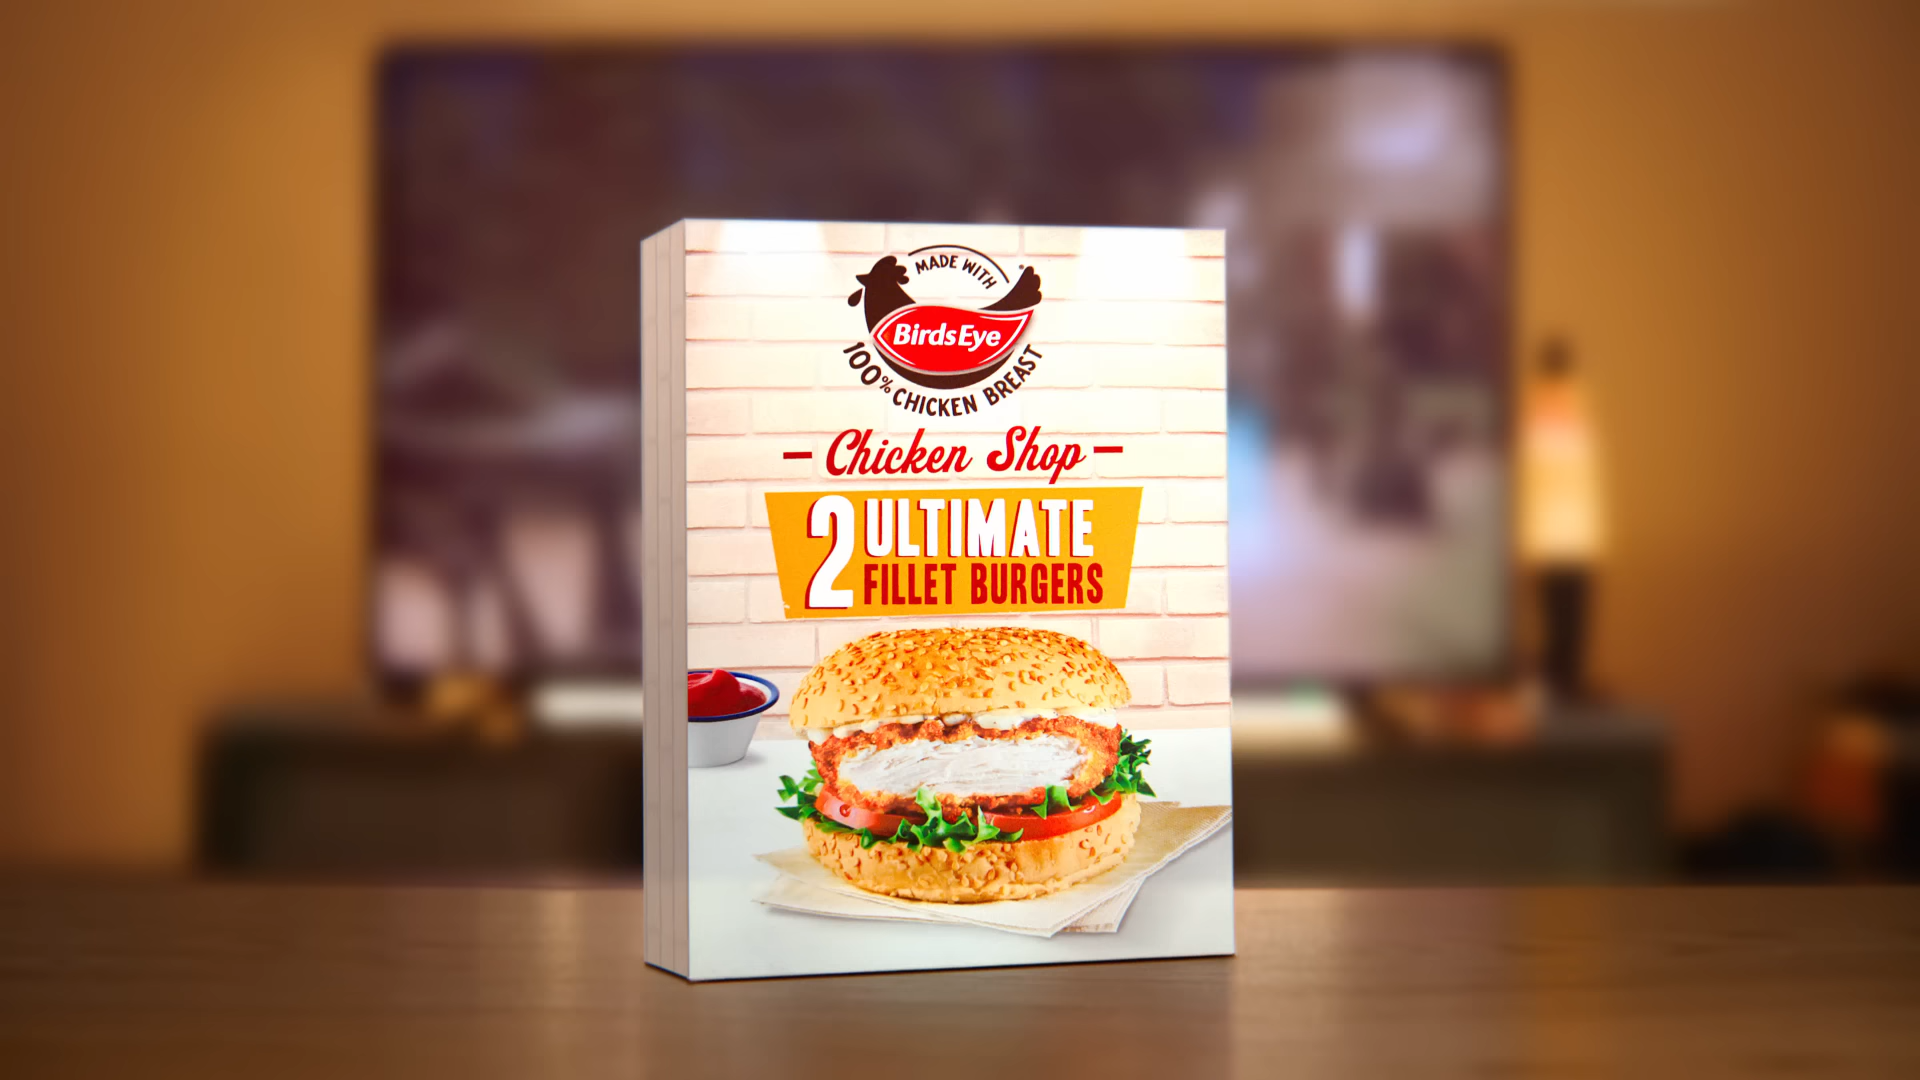 MADE WITH
BirdsEye
100% CHICKEN BREAST
- Chicken Shop -
2 ULTIMATE
FILLET BURGERS